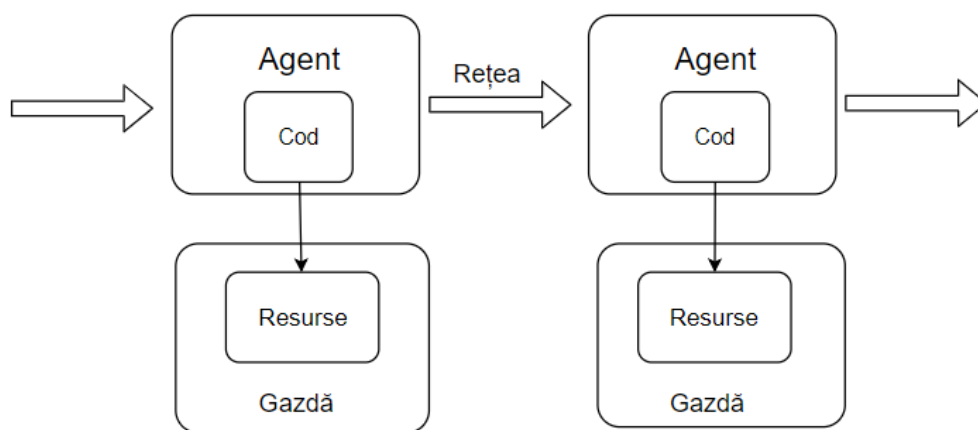 Agent
Rețea
Agent
Cod
Cod
Resurse
Resurse
Gazdă
Gazdă